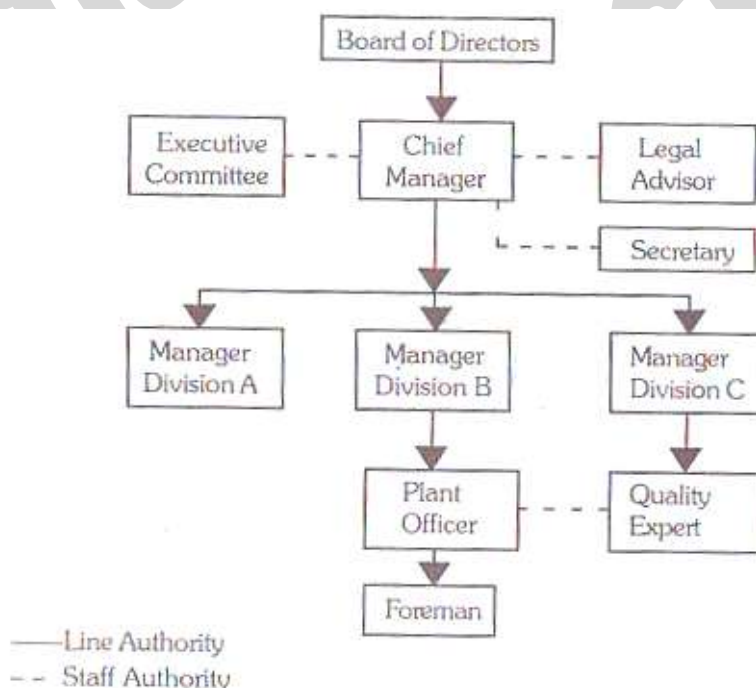 Board of Directors
Executive
Committee
Chief
Manager
Legal
Advisor
Secretary
Manager
Division A
Manager
Division B
Manager
Division C
Plant
Officer
Quality
Expert
Foreman
Line Authority
Staff Authority